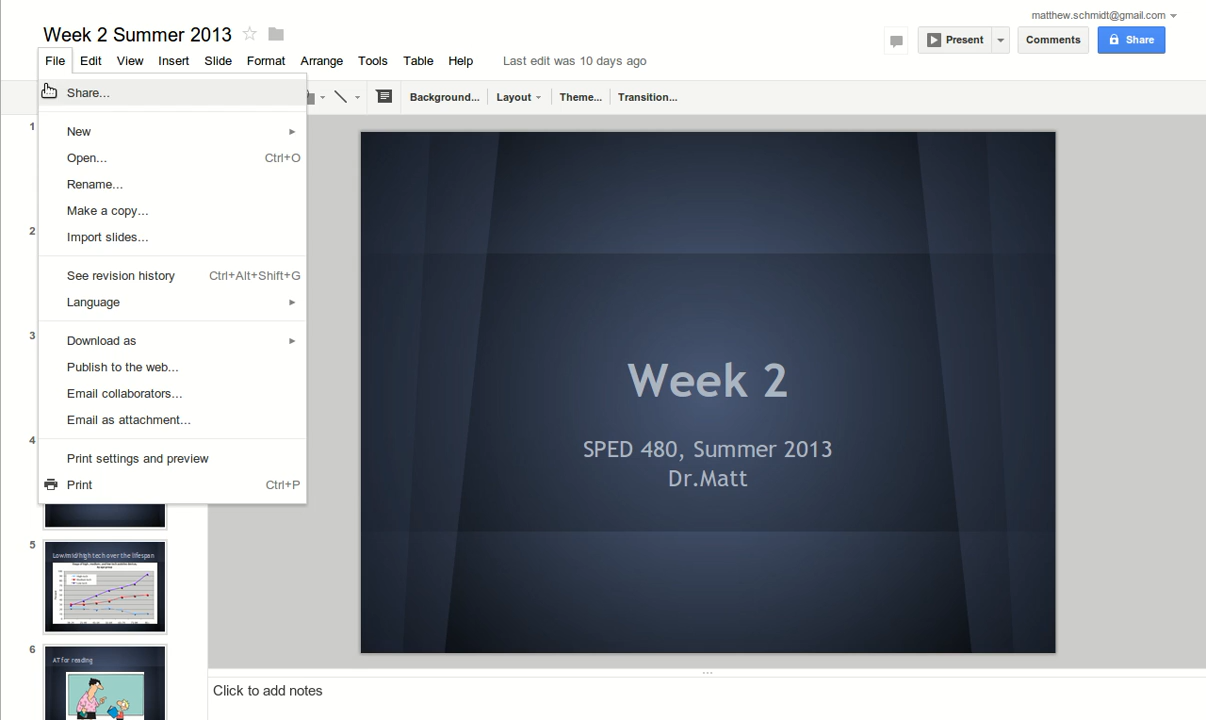 matthew.schmidt@gmail.com
Week 2 Summer 2013
Present
Comments
Share
File Edit View Insert Slide Format Arrange Tools Table Help Last edit was 10 days ago
Share...
Background... Layout Theme... Transition...
1
New
Open... Ctrl+O
Rename...
Make a copy...
2
Import slides...
See revision history Ctrl+Alt+Shift+G
Language
3
Download as
Publish to the web...
Email collaborators...
Email as attachment...
4
Print settings and preview
Print Ctrl+P
Week 2
SPED 480, Summer 2013
Dr.Matt
5
Low/mid/high tech over the lifespan
6
AT for reading
Click to add notes